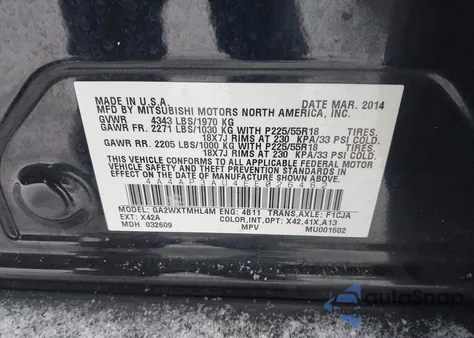 MADE IN U.S.A. DATE MAR. 2014
MFD BY MITSUBISHI MOTORS NORTH AMERICA, INC.
GVWR 4343 LBS/1970 KG
GAWR FR. 2271 LBS/1030 KG WITH P225/55R18 TIRES,
18X7J RIMS AT 230 KPA/33 PSI COLD.
GAWR RR. 2205 LBS/1000 KG WITH P225/55R18 TIRES,
18X7J RIMS AT 230 KPA/33 PSI COLD.
THIS VEHICLE CONFORMS TO ALL APPLICABLE FEDERAL
MOTOR VEHICLE SAFETY AND THEFT PREVENTION
STANDARDS IN EFFECT ON THE DATE OF
MANUFACTURE SHOWN ABOVE.
4A4AP3AU4EE026462
MODEL: GA2WXTMHL4M ENG: 4B11 TRANS,AXLE: F1CJA
EXT: X42A COLOR,INT,OPT: X42,41X,A13
MDH 032609 MPV MU001602
autoSnap